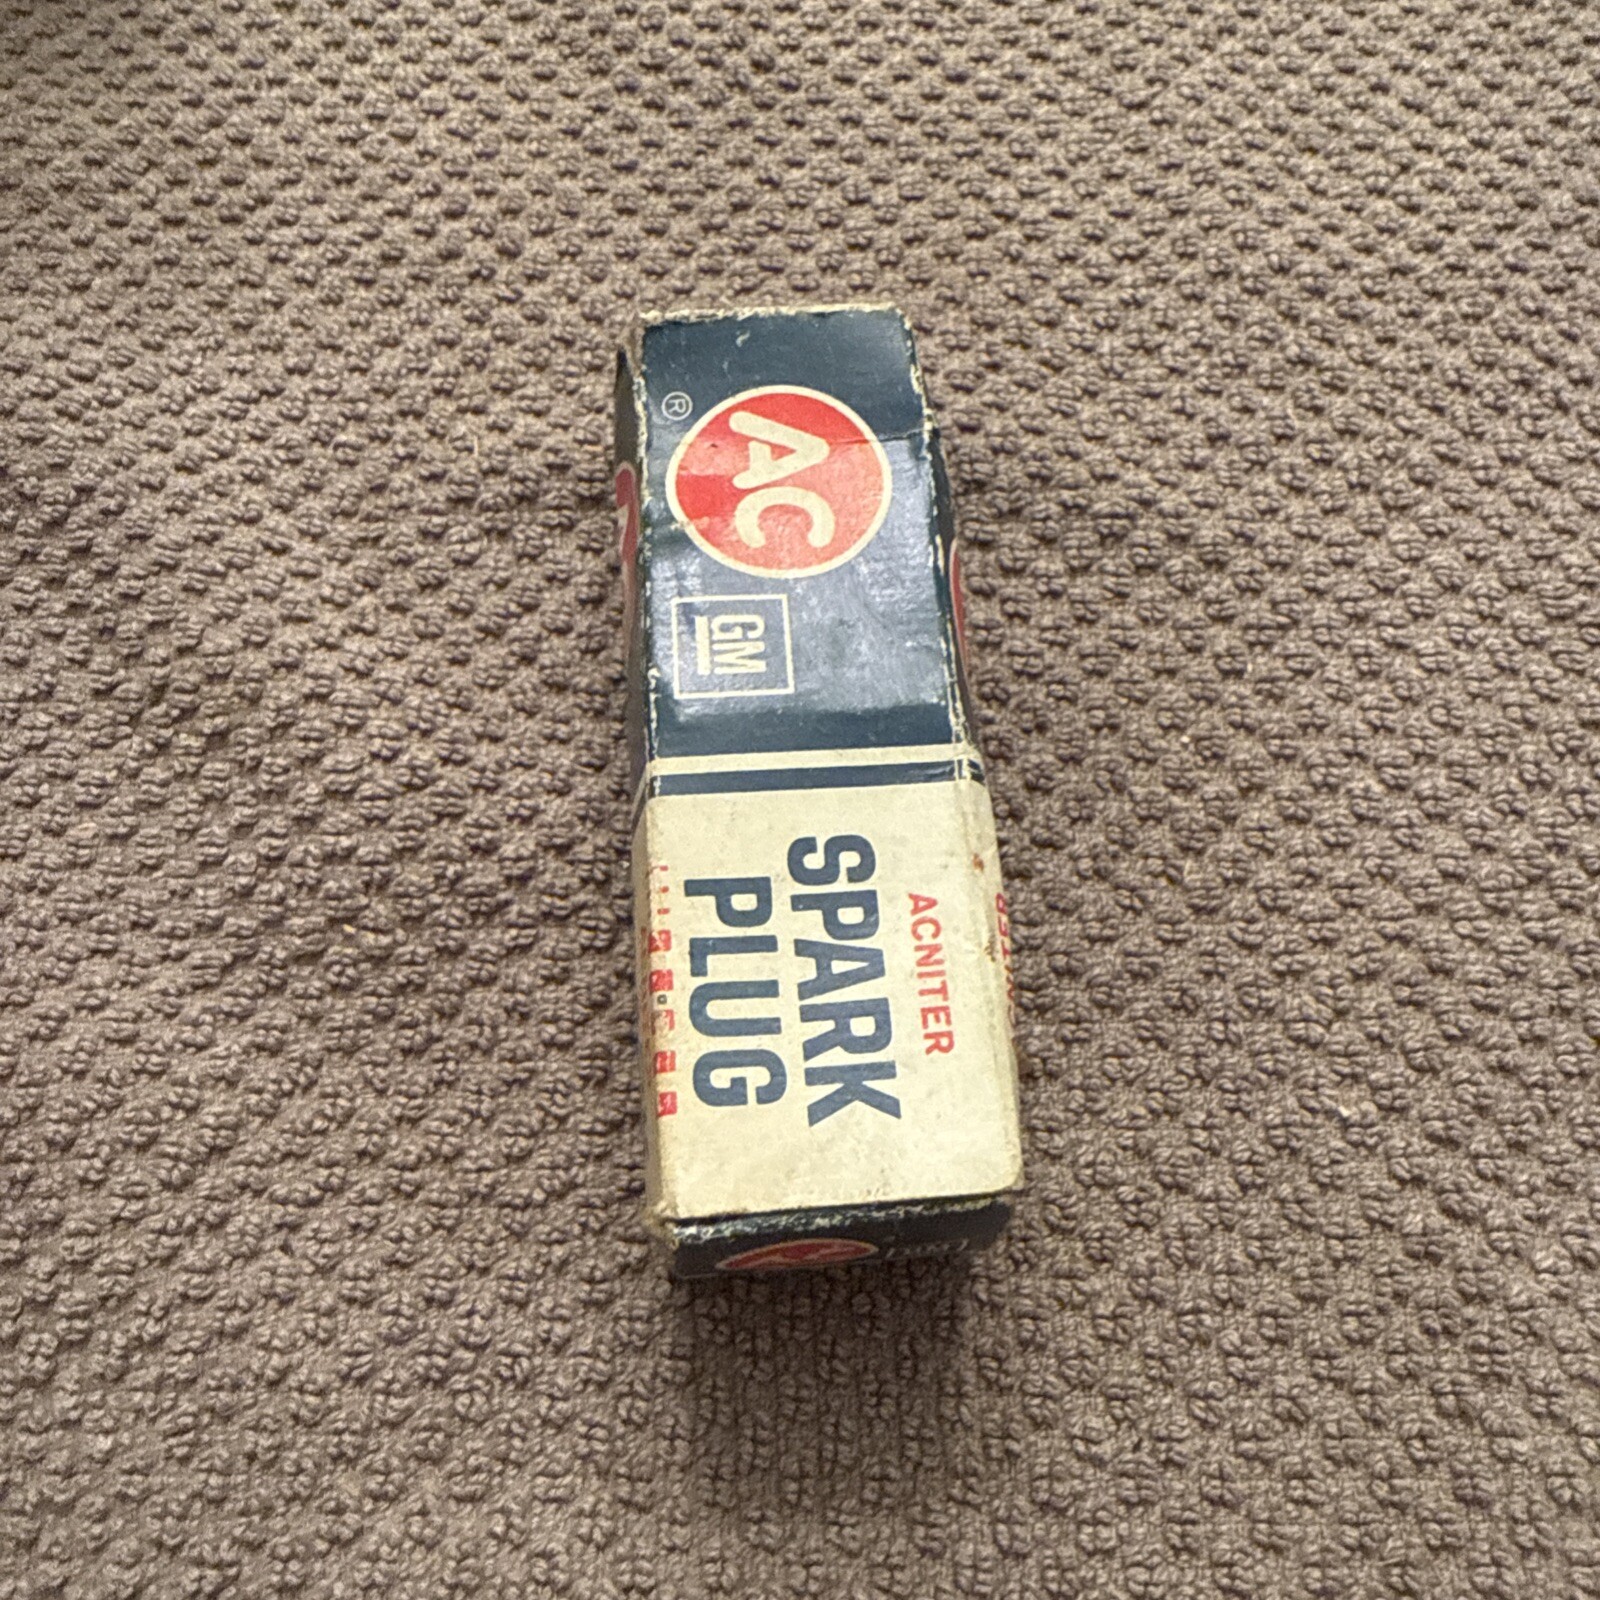 AC
®
GM
ACNITER
SPARK
PLUG